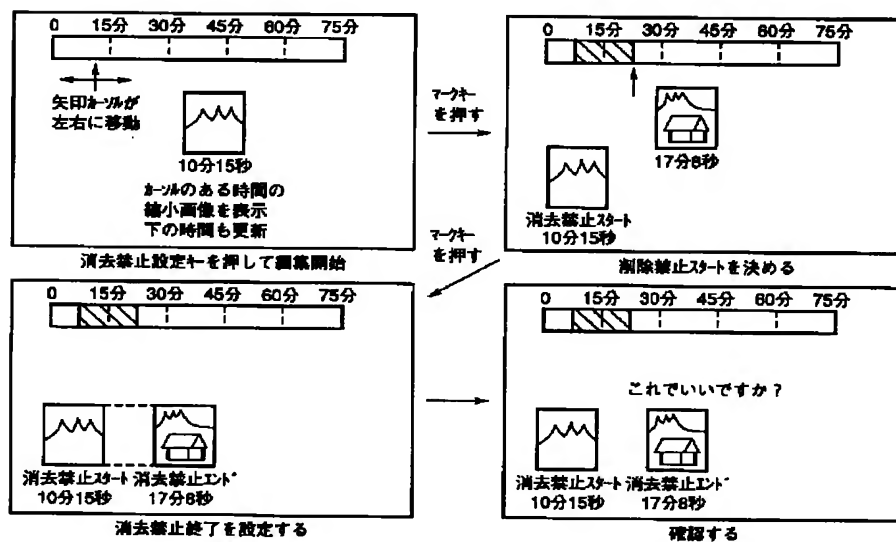 0 15分 30分 45分 60分 75分
矢印カーソルが
左右に移動
10分15秒
カーソルのある時間の
縮小画像を表示
下の時間も更新
消去禁止設定キーを押して編集開始
マークキー
を押す
0 15分 30分 45分 60分 75分
17分8秒
消去禁止スタート
10分15秒
削除禁止スタートを決める
マークキー
を押す
0 15分 30分 45分 60分 75分
消去禁止スタート 消去禁止エンド
10分15秒 17分8秒
消去禁止終了を設定する
0 15分 30分 45分 60分 75分
これでいいですか？
消去禁止スタート 消去禁止エンド
10分15秒 17分8秒
確認する